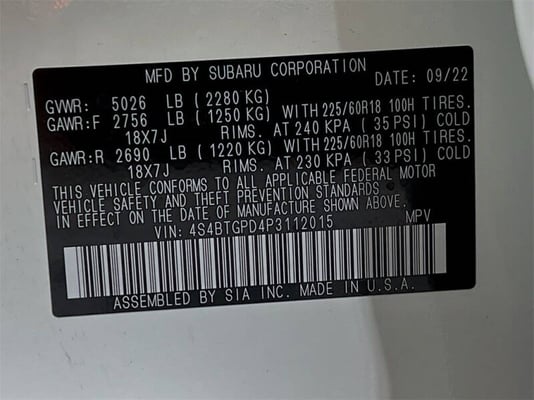 MFD BY SUBARU CORPORATION DATE: 09/22
GVWR: 5026 LB (2280 KG)
GAWR:F 2756 LB (1250 KG) WITH 225/60R18 100H TIRES.
18X7J RIMS. AT 240 KPA (35 PSI) COLD
GAWR:R 2690 LB (1220 KG) WITH 225/60R18 100H TIRES.
18X7J RIMS. AT 230 KPA (33 PSI) COLD
THIS VEHICLE CONFORMS TO ALL APPLICABLE FEDERAL MOTOR
VEHICLE SAFETY AND THEFT PREVENTION STANDARDS
IN EFFECT ON THE DATE OF MANUFACTURE SHOWN ABOVE.
VIN: 4S4BTGPD4P3112015 MPV
ASSEMBLED BY SIA INC. MADE IN U.S.A.